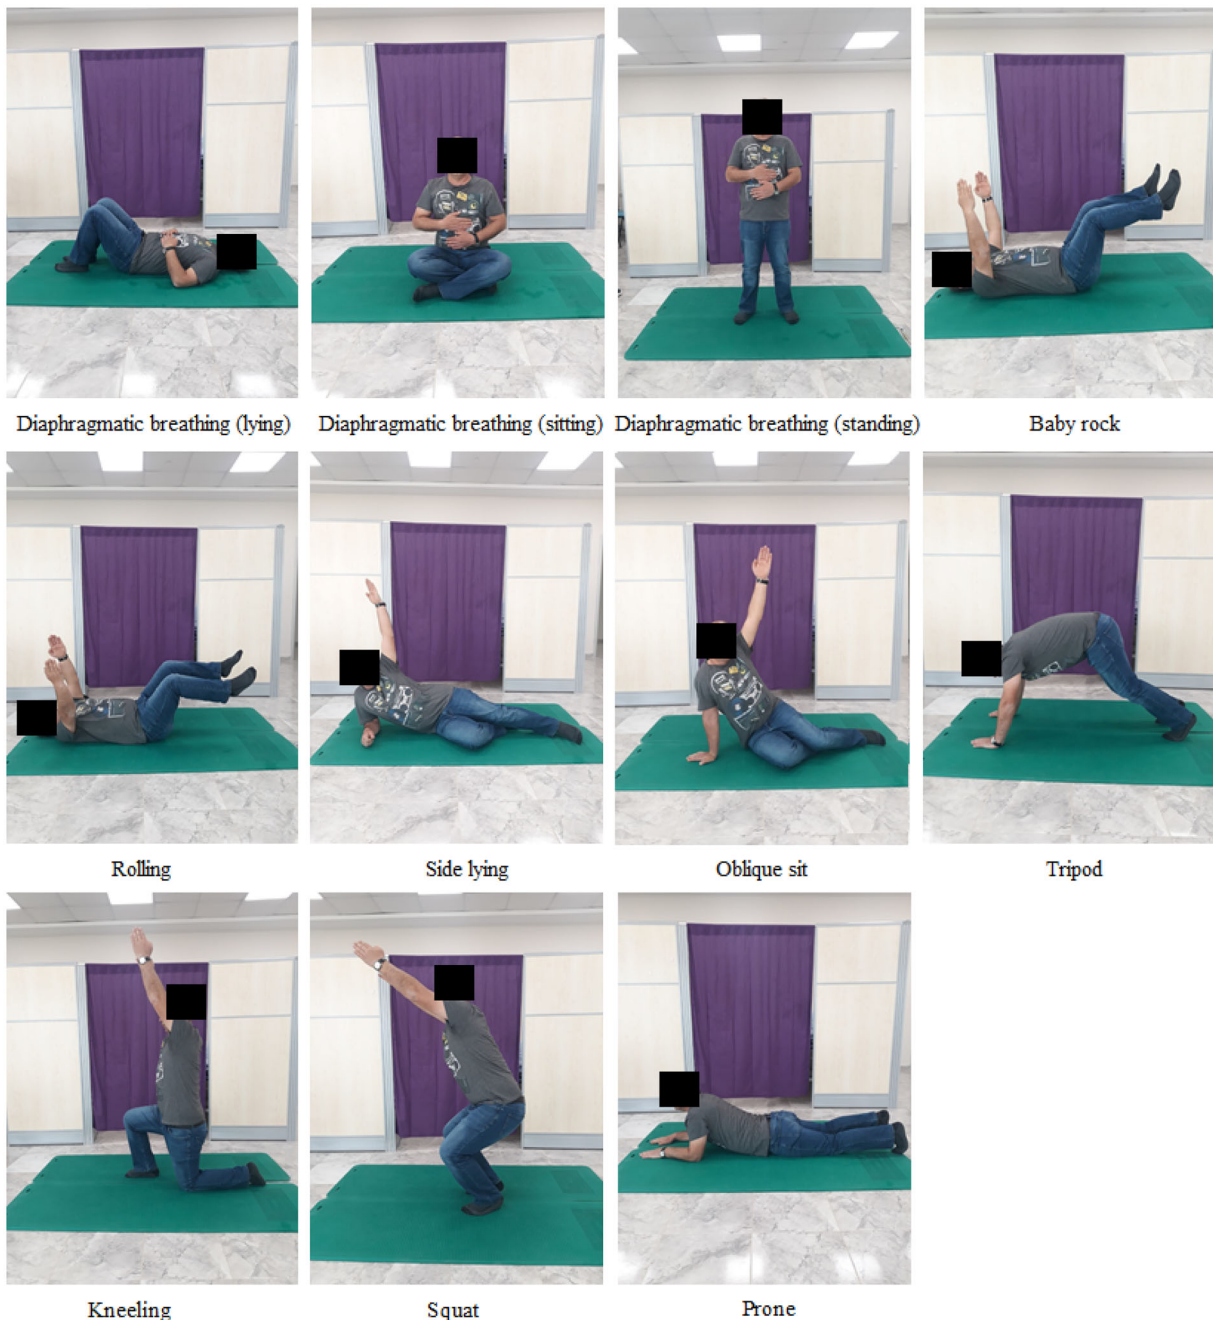 Diaphragmatic breathing (lying)
Diaphragmatic breathing (sitting)
Diaphragmatic breathing (standing)
Baby rock
Rolling
Side lying
Oblique sit
Tripod
Kneeling
Squat
Prone